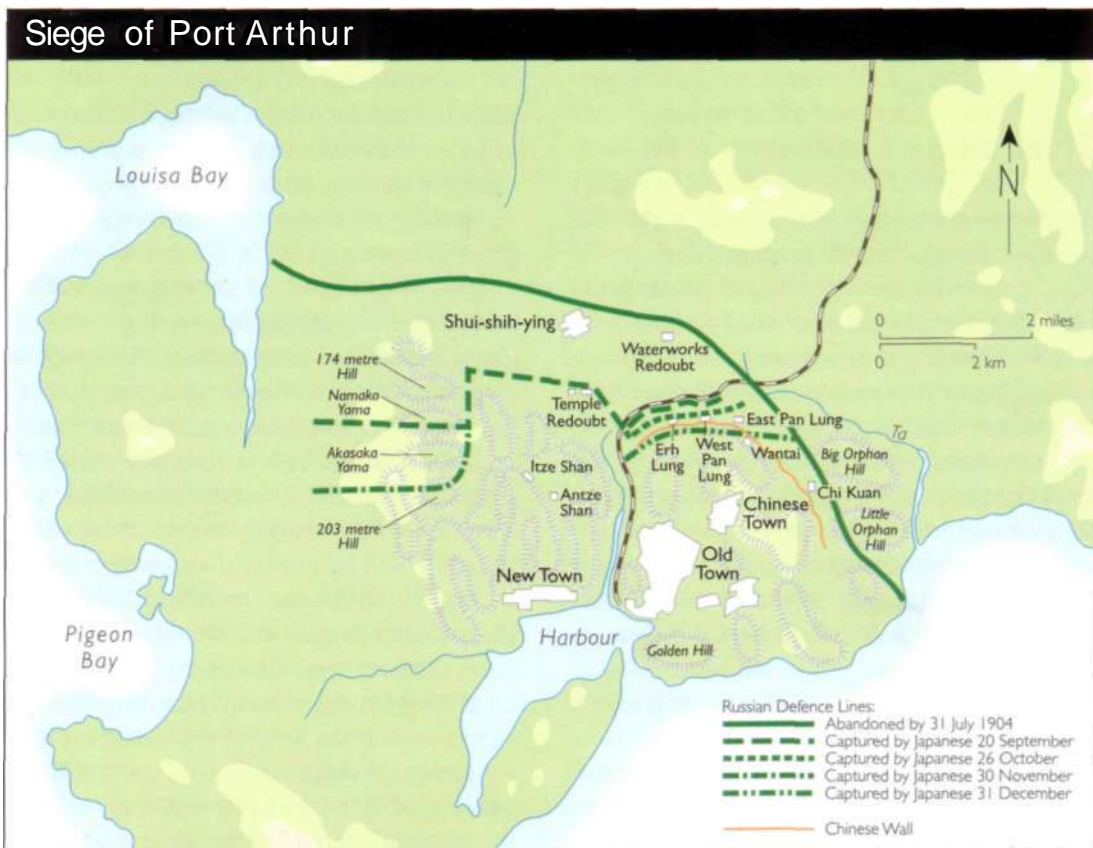 Siege of Port Arthur
Louisa Bay
N
Shui-shih-ying
0 2 miles
0 2 km
Waterworks
Redoubt
174 metre
Hill
Namaka
Yama
Temple
Redoubt
East Pan Lung
Ta
Akasaka
Yama
Erh
Lung
West
Pan
Lung
Wantai
Big Orphan
Hill
Itze Shan
Antze
Shan
Chi Kuan
Chinese
Town
Little
Orphan
Hill
203 metre
Hill
Old
Town
New Town
Pigeon
Bay
Harbour
Golden Hill
Russian Defence Lines:
Abandoned by 31 July 1904
Captured by Japanese 20 September
Captured by Japanese 26 October
Captured by Japanese 30 November
Captured by Japanese 31 December
Chinese Wall